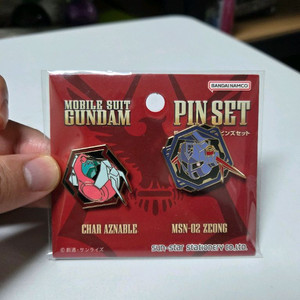 BANDAI NAMCO
MOBILE SUIT
GUNDAM
PIN SET
ピンズセット
CHAR AZNABLE
MSN-02 ZEONG
©創通・サンライズ
sun-star stationery co.,ltd.